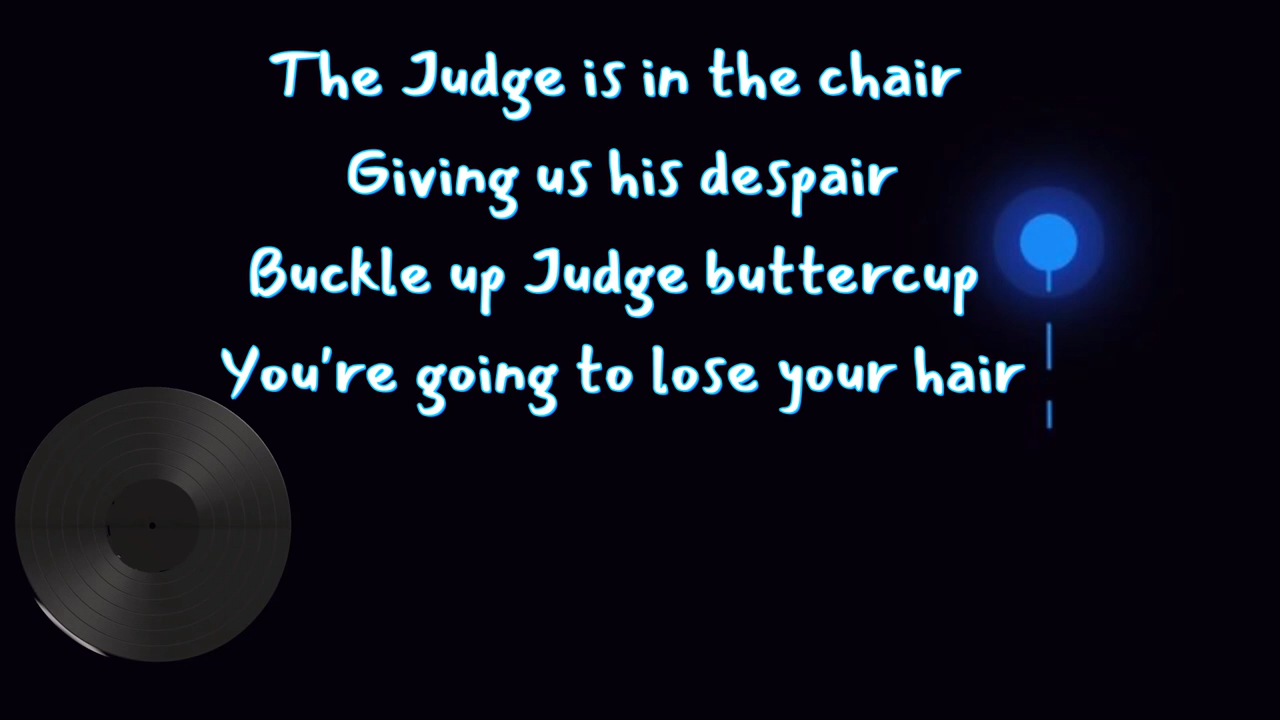 The Judge is in the chair
Giving us his despair
Buckle up Judge buttercup
You're going to lose your hair